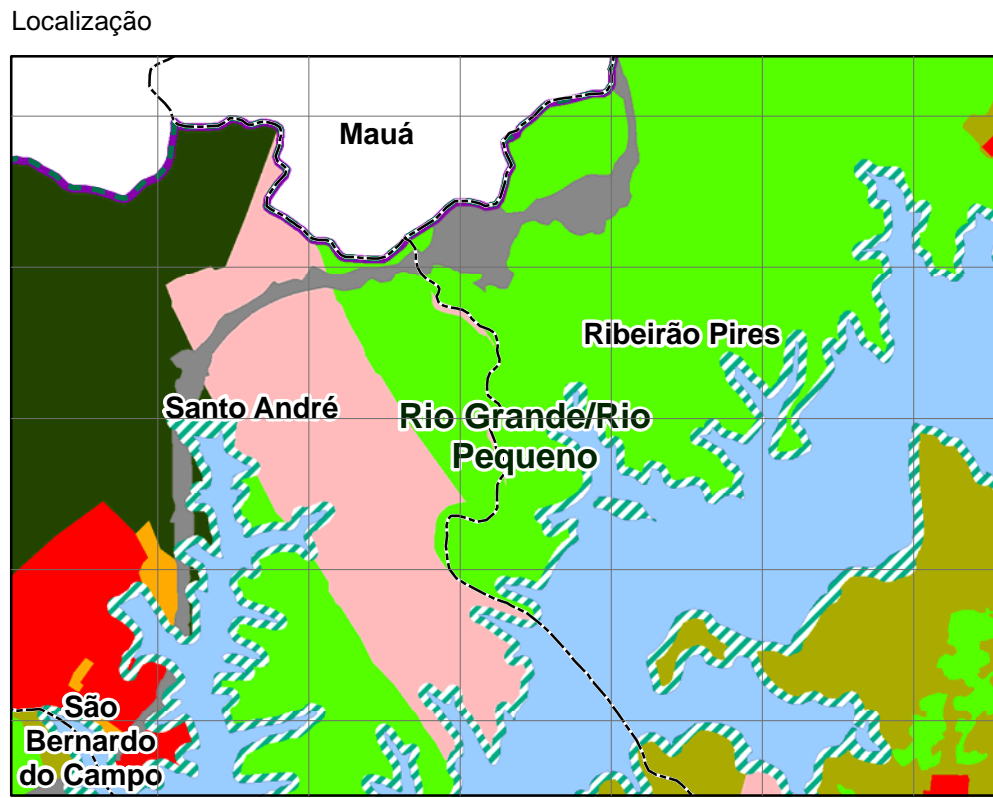 Localização
Mauá
Ribeirão Pires
Santo André
Rio Grande/Rio
Pequeno
São
Bernardo
do Campo